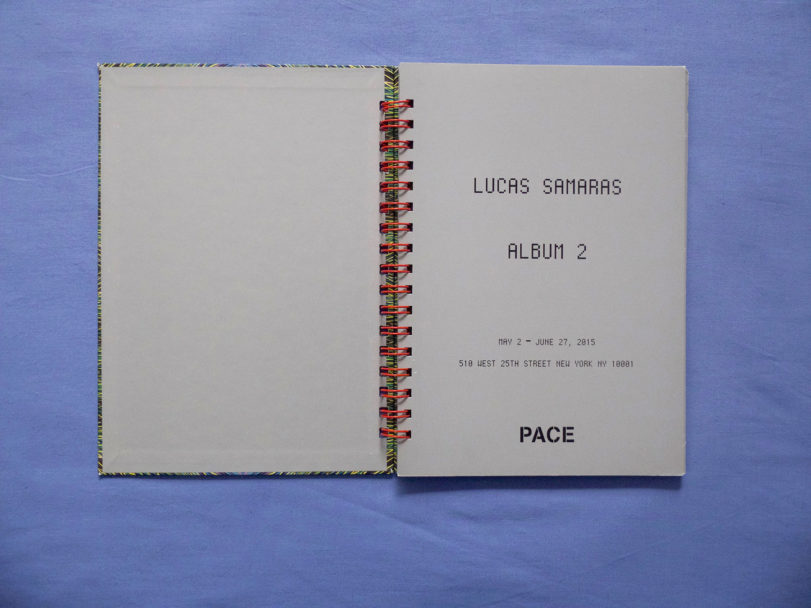 LUCAS SAMARAS
ALBUM 2
MAY 2 – JUNE 27, 2015
510 WEST 25TH STREET NEW YORK NY 10001
PACE